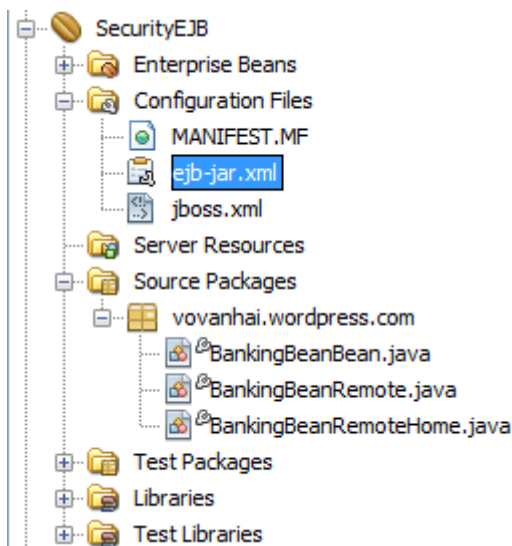 SecurityEJB
Enterprise Beans
Configuration Files
MANIFEST.MF
ejb-jar.xml
jboss.xml
Server Resources
Source Packages
vovanhai.wordpress.com
BankingBeanBean.java
BankingBeanRemote.java
BankingBeanRemoteHome.java
Test Packages
Libraries
Test Libraries